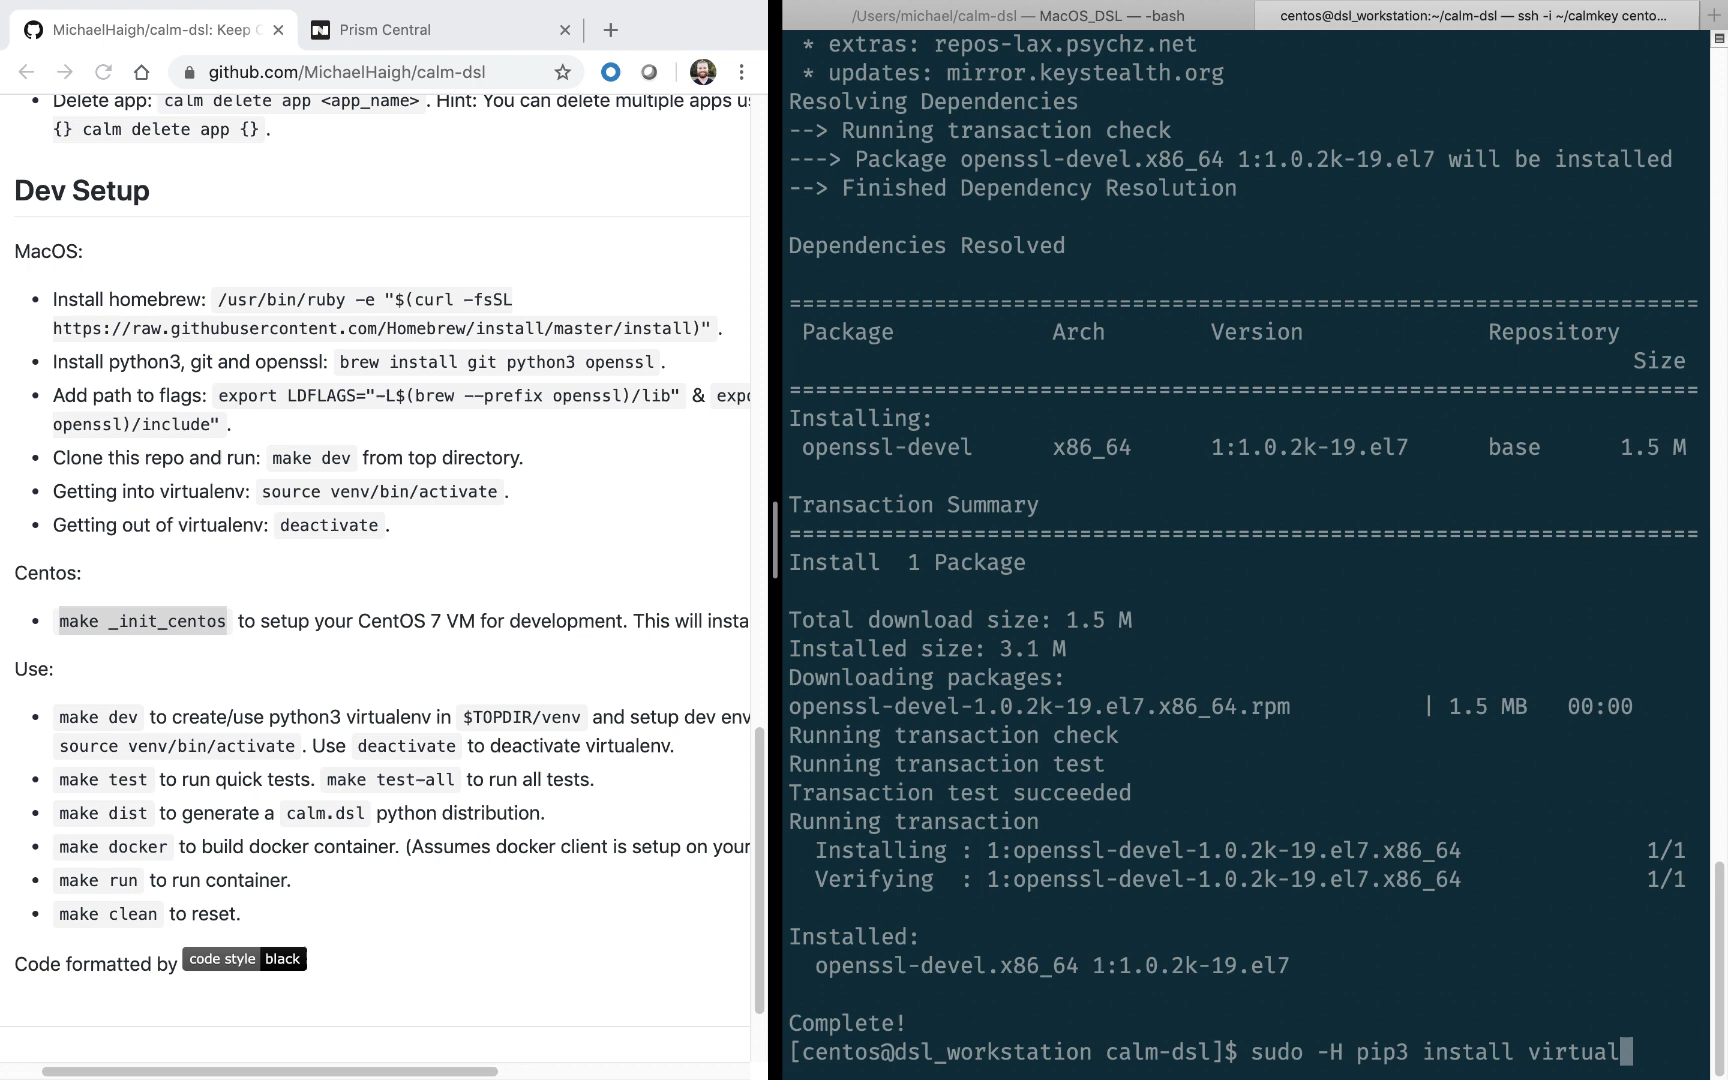 MichaelHaigh/calm-dsl: Keep C
Prism Central
github.com/MichaelHaigh/calm-dsl
• Delete app: calm delete app <app_name> . Hint: You can delete multiple apps u
{} calm delete app {} .
Dev Setup
MacOS:
• Install homebrew: /usr/bin/ruby -e "$(curl -fsSL
https://raw.githubusercontent.com/Homebrew/install/master/install)" .
• Install python3, git and openssl: brew install git python3 openssl .
• Add path to flags: export LDFLAGS="-L$(brew --prefix openssl)/lib" & expo
openssl)/include" .
• Clone this repo and run: make dev from top directory.
• Getting into virtualenv: source venv/bin/activate .
• Getting out of virtualenv: deactivate .
Centos:
• make _init_centos to setup your CentOS 7 VM for development. This will insta
Use:
• make dev to create/use python3 virtualenv in $TOPDIR/venv and setup dev env
source venv/bin/activate . Use deactivate to deactivate virtualenv.
• make test to run quick tests. make test-all to run all tests.
• make dist to generate a calm.dsl python distribution.
• make docker to build docker container. (Assumes docker client is setup on your
• make run to run container.
• make clean to reset.
Code formatted by code style black
/Users/michael/calm-dsl — MacOS_DSL — -bash
centos@dsl_workstation:~/calm-dsl — ssh -i ~/calmkey cento...
* extras: repos-lax.psychz.net
* updates: mirror.keystealth.org
Resolving Dependencies
--> Running transaction check
---> Package openssl-devel.x86_64 1:1.0.2k-19.el7 will be installed
--> Finished Dependency Resolution
Dependencies Resolved
=====================================================================
Package Arch Version Repository
Size
=====================================================================
Installing:
openssl-devel x86_64 1:1.0.2k-19.el7 base 1.5 M
Transaction Summary
=====================================================================
Install 1 Package
Total download size: 1.5 M
Installed size: 3.1 M
Downloading packages:
openssl-devel-1.0.2k-19.el7.x86_64.rpm | 1.5 MB 00:00
Running transaction check
Running transaction test
Transaction test succeeded
Running transaction
Installing : 1:openssl-devel-1.0.2k-19.el7.x86_64 1/1
Verifying : 1:openssl-devel-1.0.2k-19.el7.x86_64 1/1
Installed:
openssl-devel.x86_64 1:1.0.2k-19.el7
Complete!
[centos@dsl_workstation calm-dsl]$ sudo -H pip3 install virtual